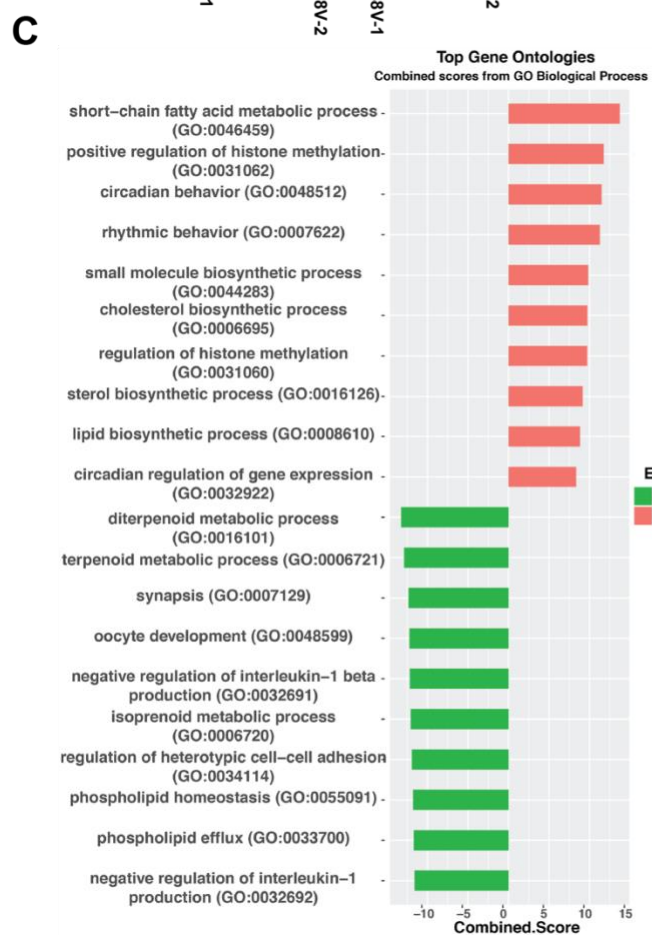 1
8V-2
8V-1
2
C
Top Gene Ontologies
Combined scores from GO Biological Process
short-chain fatty acid metabolic process
(GO:0046459)
positive regulation of histone methylation
(GO:0031062)
circadian behavior (GO:0048512)
rhythmic behavior (GO:0007622)
small molecule biosynthetic process
(GO:0044283)
cholesterol biosynthetic process
(GO:0006695)
regulation of histone methylation
(GO:0031060)
sterol biosynthetic process (GO:0016126)
lipid biosynthetic process (GO:0008610)
circadian regulation of gene expression
(GO:0032922)
E
diterpenoid metabolic process
(GO:0016101)
terpenoid metabolic process (GO:0006721)
synapsis (GO:0007129)
oocyte development (GO:0048599)
negative regulation of interleukin-1 beta
production (GO:0032691)
isoprenoid metabolic process
(GO:0006720)
regulation of heterotypic cell-cell adhesion
(GO:0034114)
phospholipid homeostasis (GO:0055091)
phospholipid efflux (GO:0033700)
negative regulation of interleukin-1
production (GO:0032692)
-10 -5 0 5 10 15
Combined.Score